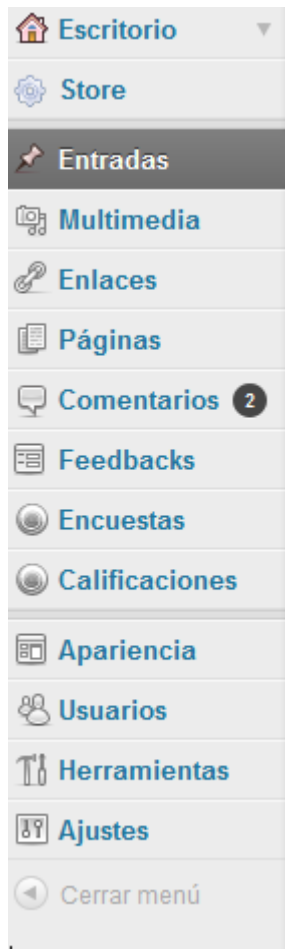 Escritorio
Store
Entradas
Multimedia
Enlaces
Páginas
Comentarios 2
Feedbacks
Encuestas
Calificaciones
Apariencia
Usuarios
Herramientas
Ajustes
Cerrar menú